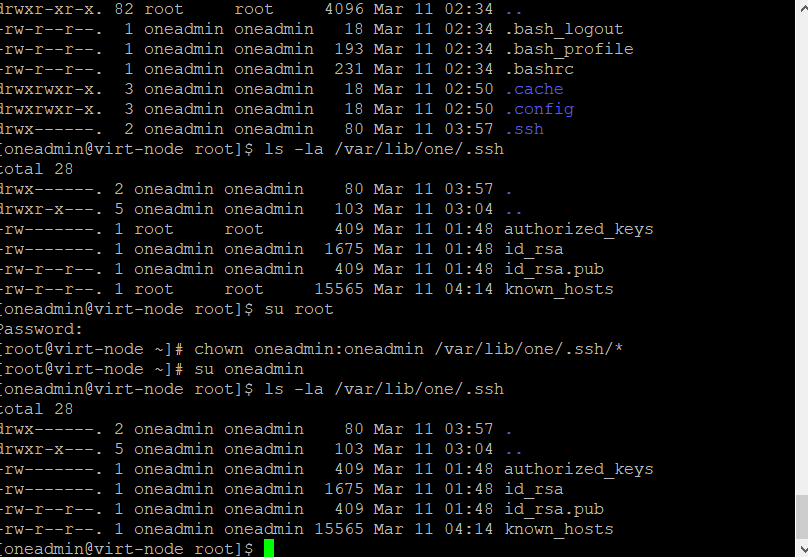 drwxr-xr-x. 82 root     root     4096 Mar 11 02:34 ..
-rw-r--r--.  1 oneadmin oneadmin   18 Mar 11 02:34 .bash_logout
-rw-r--r--.  1 oneadmin oneadmin  193 Mar 11 02:34 .bash_profile
-rw-r--r--.  1 oneadmin oneadmin  231 Mar 11 02:34 .bashrc
drwxrwxr-x.  3 oneadmin oneadmin   18 Mar 11 02:50 .cache
drwxrwxr-x.  3 oneadmin oneadmin   18 Mar 11 02:50 .config
drwx------.  2 oneadmin oneadmin   80 Mar 11 03:57 .ssh
[oneadmin@virt-node root]$ ls -la /var/lib/one/.ssh
total 28
drwx------. 2 oneadmin oneadmin    80 Mar 11 03:57 .
drwxr-x---. 5 oneadmin oneadmin   103 Mar 11 03:04 ..
-rw-------. 1 root     root       409 Mar 11 01:48 authorized_keys
-rw-------. 1 oneadmin oneadmin  1675 Mar 11 01:48 id_rsa
-rw-r--r--. 1 oneadmin oneadmin   409 Mar 11 01:48 id_rsa.pub
-rw-r--r--. 1 root     root     15565 Mar 11 04:14 known_hosts
[oneadmin@virt-node root]$ su root
Password:
[root@virt-node ~]# chown oneadmin:oneadmin /var/lib/one/.ssh/*
[root@virt-node ~]# su oneadmin
[oneadmin@virt-node root]$ ls -la /var/lib/one/.ssh
total 28
drwx------. 2 oneadmin oneadmin    80 Mar 11 03:57 .
drwxr-x---. 5 oneadmin oneadmin   103 Mar 11 03:04 ..
-rw-------. 1 oneadmin oneadmin   409 Mar 11 01:48 authorized_keys
-rw-------. 1 oneadmin oneadmin  1675 Mar 11 01:48 id_rsa
-rw-r--r--. 1 oneadmin oneadmin   409 Mar 11 01:48 id_rsa.pub
-rw-r--r--. 1 oneadmin oneadmin 15565 Mar 11 04:14 known_hosts
[oneadmin@virt-node root]$